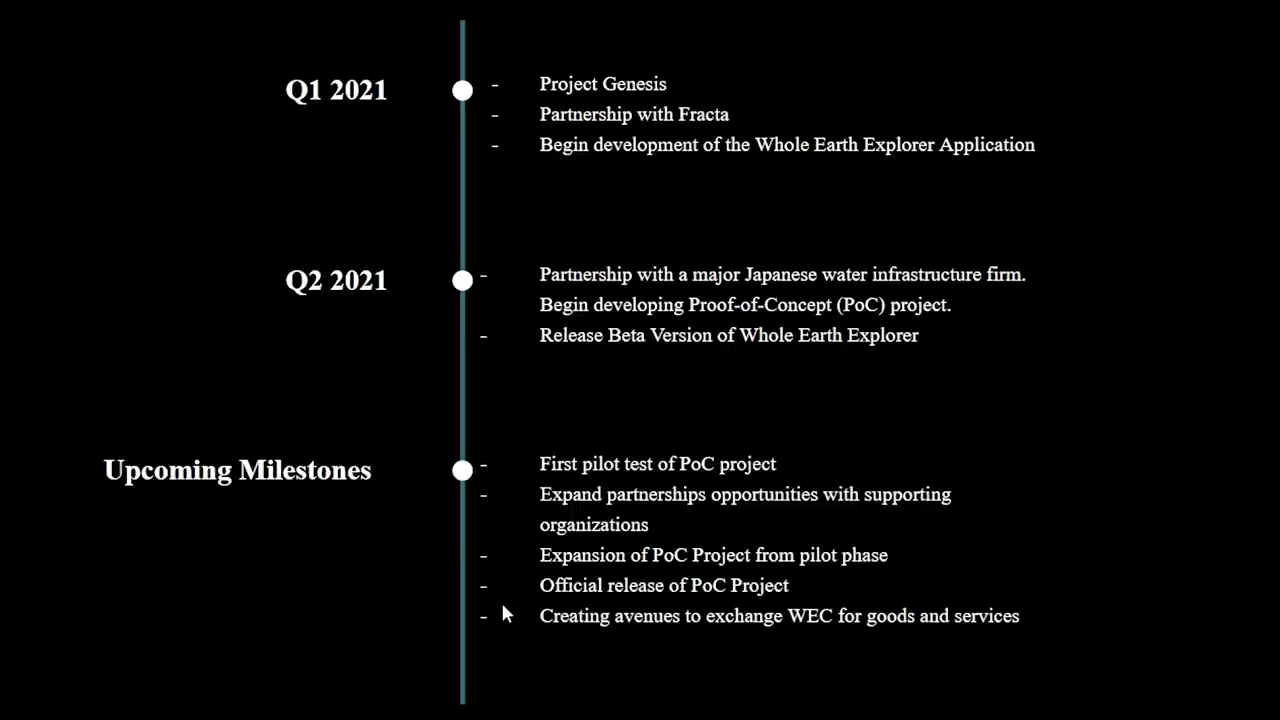 Q1 2021
- Project Genesis
- Partnership with Fracta
- Begin development of the Whole Earth Explorer Application
Q2 2021
- Partnership with a major Japanese water infrastructure firm.
Begin developing Proof-of-Concept (PoC) project.
- Release Beta Version of Whole Earth Explorer
Upcoming Milestones
- First pilot test of PoC project
- Expand partnerships opportunities with supporting
organizations
- Expansion of PoC Project from pilot phase
- Official release of PoC Project
- Creating avenues to exchange WEC for goods and services